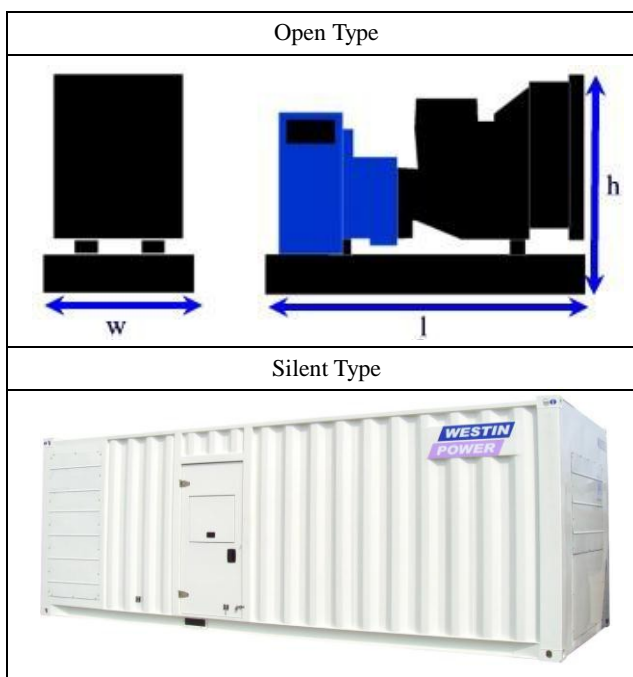 Open Type
h
w
l
Silent Type
WESTIN
POWER